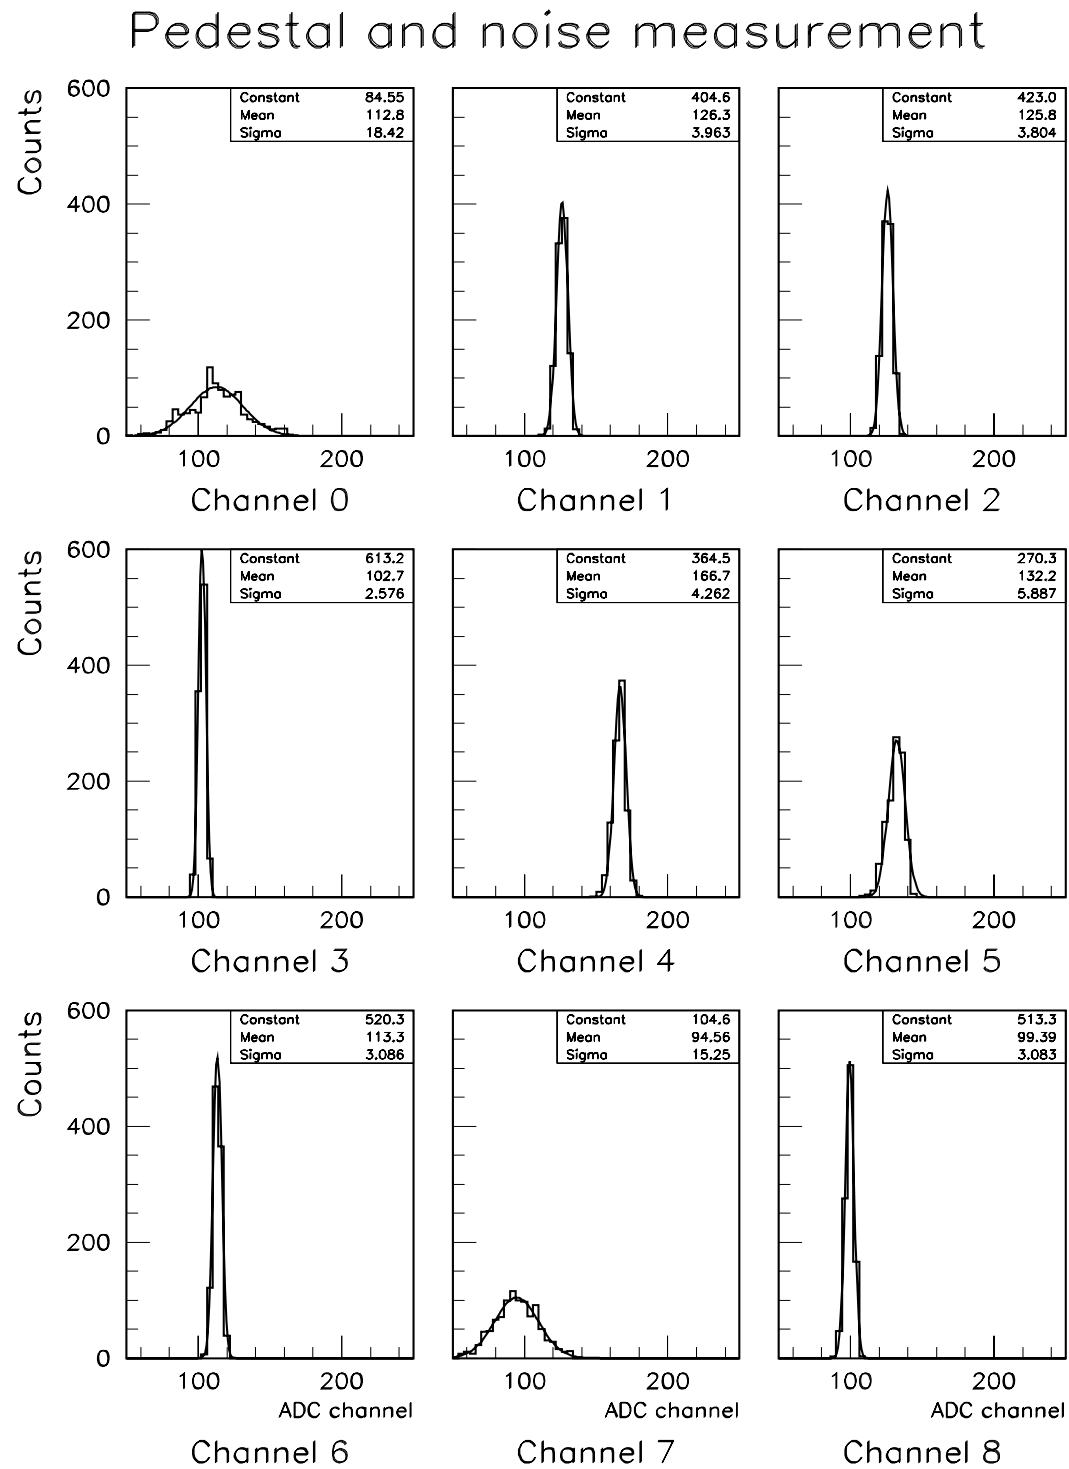 Pedestal and noise measurement
Counts
600
400
200
0
Constant 84.55
Mean 112.8
Sigma 18.42
100 200
Channel 0
Constant 404.6
Mean 126.3
Sigma 3.963
100 200
Channel 1
Constant 423.0
Mean 125.8
Sigma 3.804
100 200
Channel 2
Counts
600
400
200
0
Constant 613.2
Mean 102.7
Sigma 2.576
100 200
Channel 3
Constant 364.5
Mean 166.7
Sigma 4.262
100 200
Channel 4
Constant 270.3
Mean 132.2
Sigma 5.887
100 200
Channel 5
Counts
600
400
200
0
Constant 520.3
Mean 113.3
Sigma 3.086
100 200
ADC channel
Channel 6
Constant 104.6
Mean 94.56
Sigma 15.25
100 200
ADC channel
Channel 7
Constant 513.3
Mean 99.39
Sigma 3.083
100 200
ADC channel
Channel 8